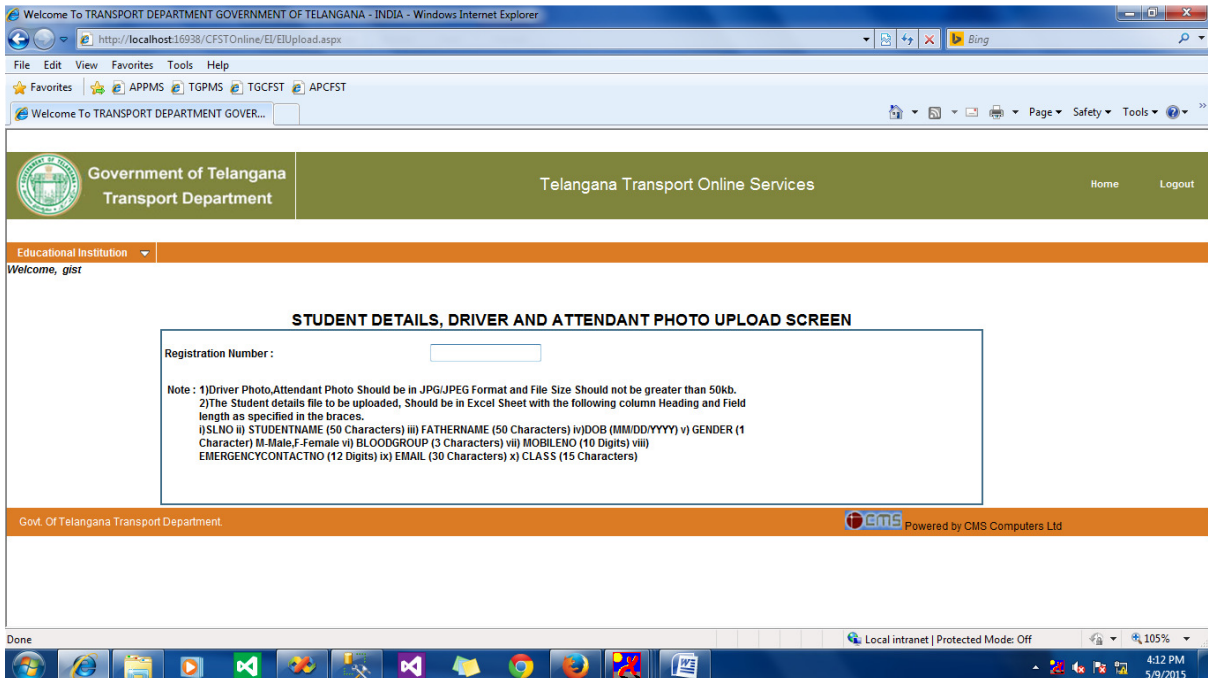 Welcome To TRANSPORT DEPARTMENT GOVERNMENT OF TELANGANA - INDIA - Windows Internet Explorer
http://localhost:16938/CFSTOnline/EI/EIUpload.aspx
Bing
File Edit View Favorites Tools Help
Favorites APPMS TGPMS TGCFST APCFST
Welcome To TRANSPORT DEPARTMENT GOVER...
Page Safety Tools
Government of Telangana
Transport Department
Telangana Transport Online Services
Home Logout
Educational Institution
Welcome, gist
STUDENT DETAILS, DRIVER AND ATTENDANT PHOTO UPLOAD SCREEN
Registration Number :
Note : 1)Driver Photo,Attendant Photo Should be in JPG/JPEG Format and File Size Should not be greater than 50kb.
2)The Student details file to be uploaded, Should be in Excel Sheet with the following column Heading and Field
length as specified in the braces.
i)SLNO ii) STUDENTNAME (50 Characters) iii) FATHERNAME (50 Characters) iv)DOB (MM/DD/YYYY) v) GENDER (1
Character) M-Male,F-Female vi) BLOODGROUP (3 Characters) vii) MOBILENO (10 Digits) viii)
EMERGENCYCONTACTNO (12 Digits) ix) EMAIL (30 Characters) x) CLASS (15 Characters)
Govt. Of Telangana Transport Department.
CMS Powered by CMS Computers Ltd
Done
Local intranet | Protected Mode: Off
105%
4:12 PM
5/9/2015